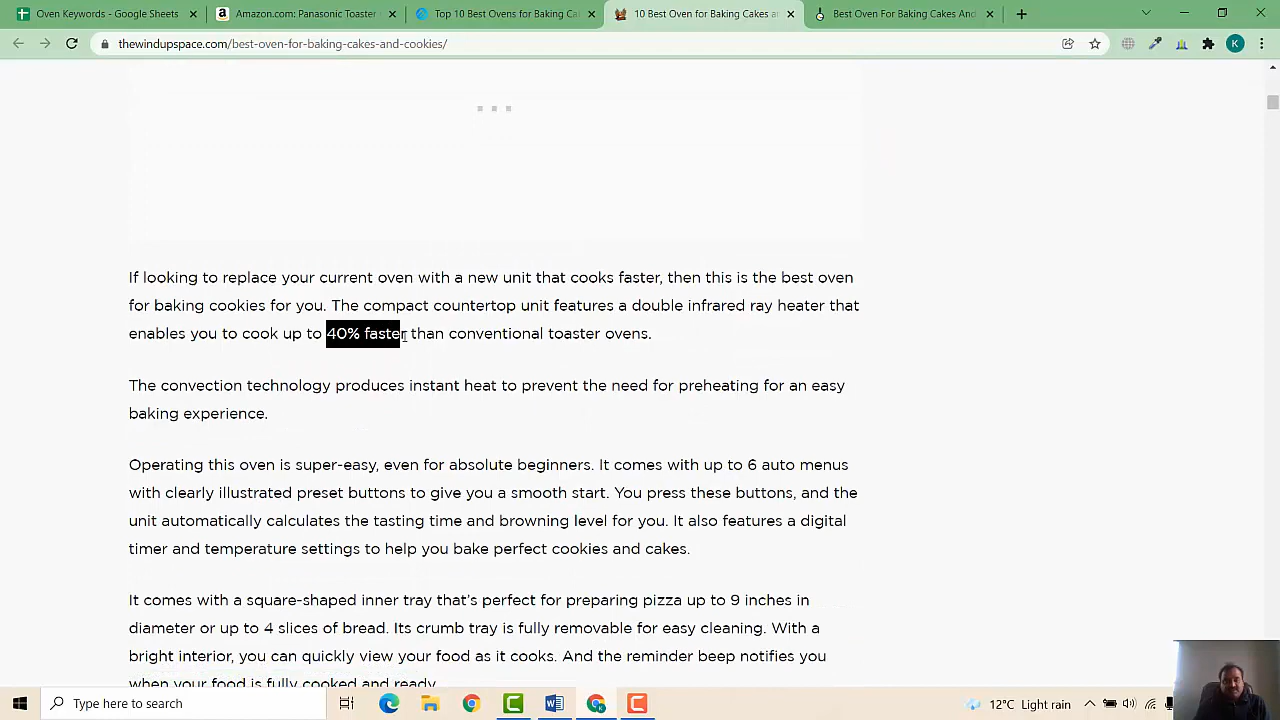 Oven Keywords - Google Sheets
Amazon.com: Panasonic Toaster
Top 10 Best Ovens for Baking Ca
10 Best Oven for Baking Cakes a
Best Oven For Baking Cakes And
thewindupspace.com/best-oven-for-baking-cakes-and-cookies/
K
If looking to replace your current oven with a new unit that cooks faster, then this is the best oven
for baking cookies for you. The compact countertop unit features a double infrared ray heater that
enables you to cook up to 40% faster than conventional toaster ovens.
The convection technology produces instant heat to prevent the need for preheating for an easy
baking experience.
Operating this oven is super-easy, even for absolute beginners. It comes with up to 6 auto menus
with clearly illustrated preset buttons to give you a smooth start. You press these buttons, and the
unit automatically calculates the tasting time and browning level for you. It also features a digital
timer and temperature settings to help you bake perfect cookies and cakes.
It comes with a square-shaped inner tray that's perfect for preparing pizza up to 9 inches in
diameter or up to 4 slices of bread. Its crumb tray is fully removable for easy cleaning. With a
bright interior, you can quickly view your food as it cooks. And the reminder beep notifies you
when your food is fully cooked and ready.
Type here to search
12°C Light rain